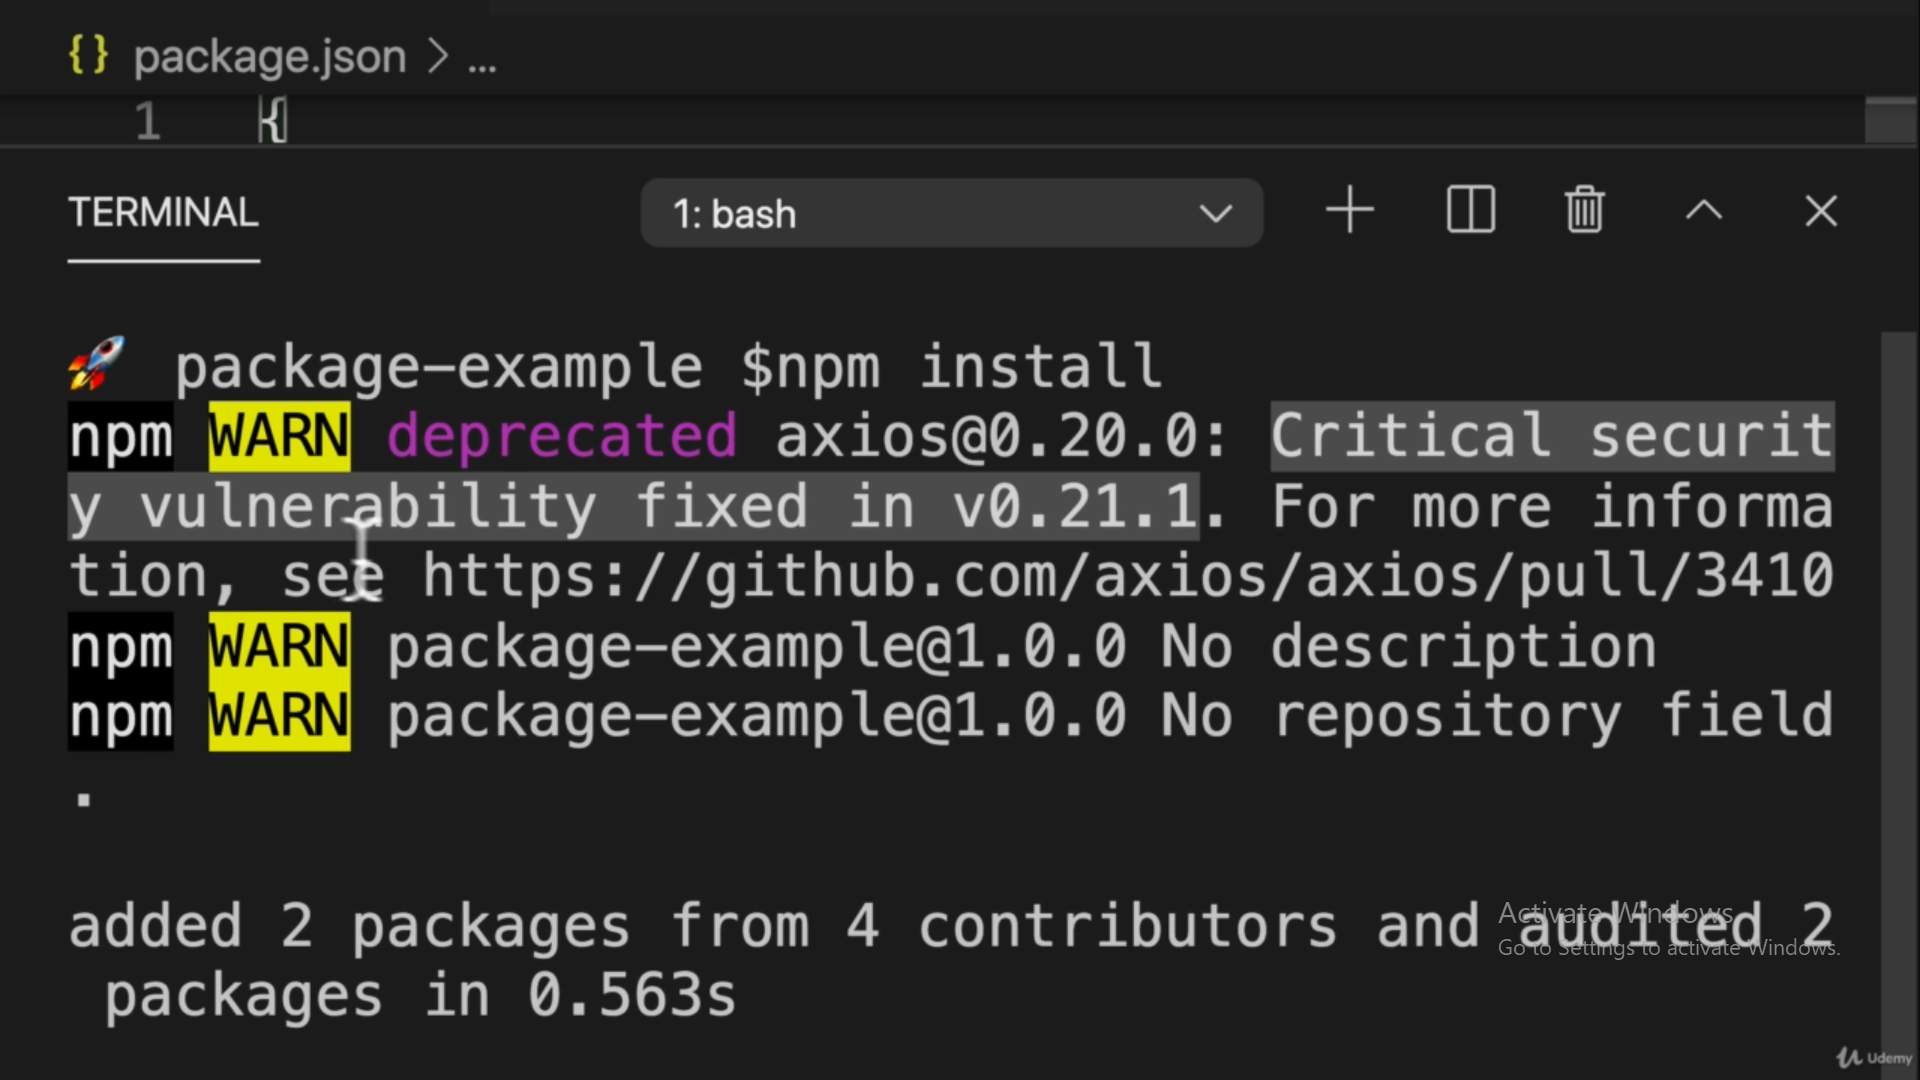 {} package.json > ...
1 {
TERMINAL
1: bash
🚀 package-example $npm install
npm WARN deprecated axios@0.20.0: Critical securit
y vulnerability fixed in v0.21.1. For more informa
tion, see https://github.com/axios/axios/pull/3410
npm WARN package-example@1.0.0 No description
npm WARN package-example@1.0.0 No repository field
.
added 2 packages from 4 contributors and audited 2
packages in 0.563s
Activate Windows
Go to Settings to activate Windows.
Udemy